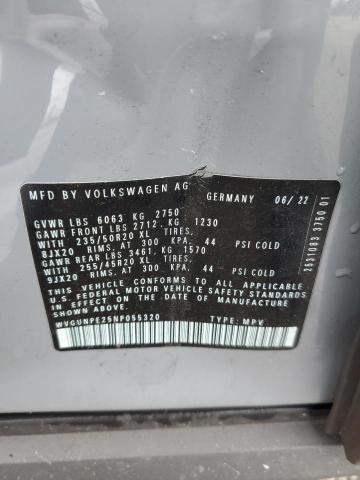 MFD BY VOLKSWAGEN AG GERMANY 06/22
GVWR LBS 6063 KG 2750
GAWR FRONT LBS 2712 KG 1230
WITH 235/50R20 XL TIRES,
8JX20 RIMS, AT 300 KPA, 44 PSI COLD
GAWR REAR LBS 3461 KG 1570
WITH 255/45R20 XL TIRES,
9JX20 RIMS, AT 300 KPA, 44 PSI COLD
THIS VEHICLE CONFORMS TO ALL APPLICABLE
U.S. FEDERAL MOTOR VEHICLE SAFETY STANDARDS
IN EFFECT ON THE DATE OF MANUFACTURE
SHOWN ABOVE.
WVGUNPE25NP055320 TYPE: MPV
2531083 3750 01